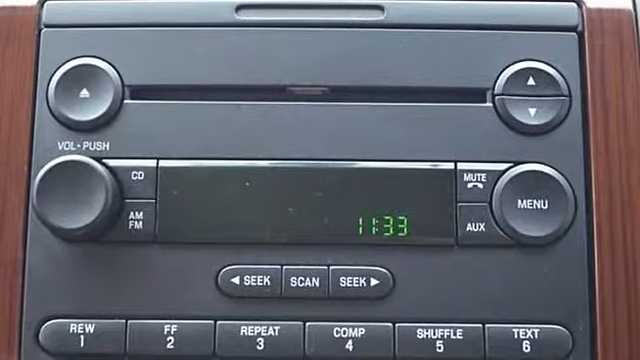 VOL • PUSH
CD
MUTE
AM
FM
11:33
AUX
MENU
SEEK
SCAN
SEEK
REW
1
FF
2
REPEAT
3
COMP
4
SHUFFLE
5
TEXT
6